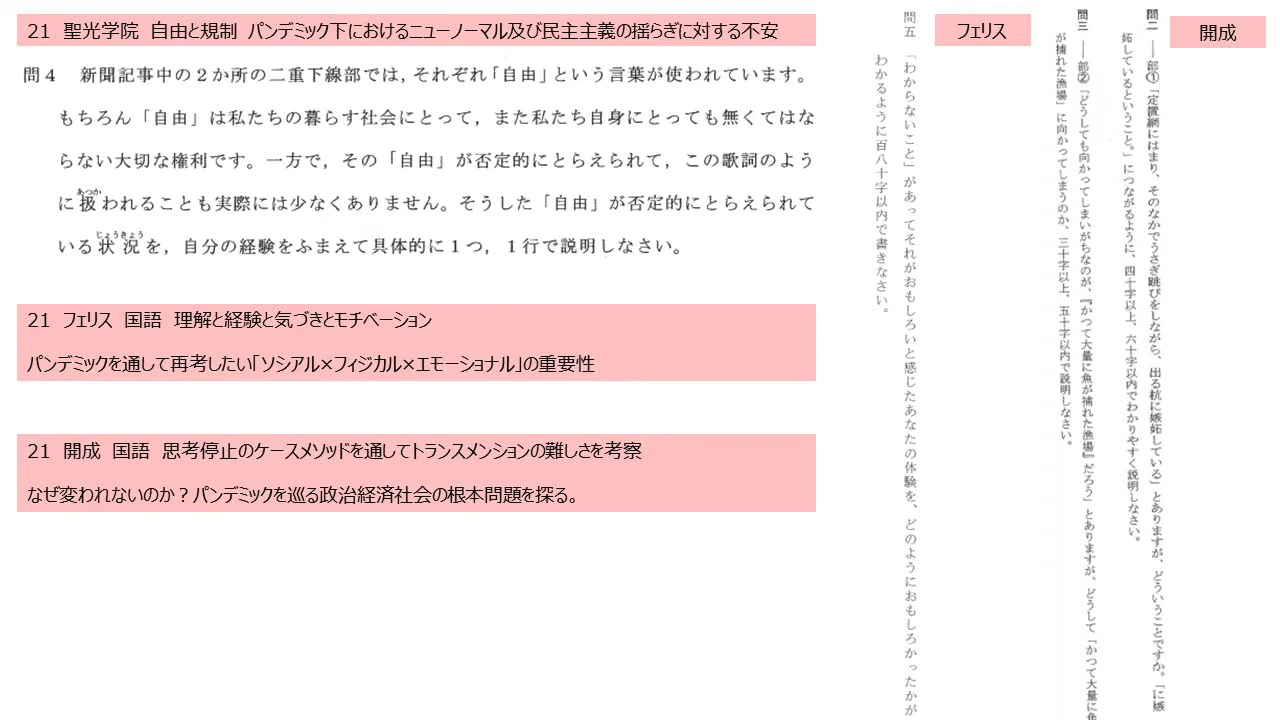 21 聖光学院 自由と規制 パンデミック下におけるニューノーマル及び民主主義の揺らぎに対する不安
問4 新聞記事中の2か所の二重下線部では，それぞれ「自由」という言葉が使われています。
もちろん「自由」は私たちの暮らす社会にとって，また私たち自身にとっても無くてはな
らない大切な権利です。一方で，その「自由」が否定的にとらえられて，この歌詞のよう
に扱われることも実際には少なくありません。そうした「自由」が否定的にとらえられて
いる状況を，自分の経験をふまえて具体的に1つ，1行で説明しなさい。
21 フェリス 国語 理解と経験と気づきとモチベーション
パンデミックを通して再考したい「ソシアル×フィジカル×エモーショナル」の重要性
21 開成 国語 思考停止のケースメソッドを通してトランスメンションの難しさを考察
なぜ変われないのか？パンデミックを巡る政治経済社会の根本問題を探る。
開成
問二 ――部①「定置網にはまり、そのなかでうさぎ跳びをしながら、出る杭に嫉妬している」とありますが、どういうことですか。「に嫉
妬しているということ。」につながるように、四十字以上、六十字以内でわかりやすく説明しなさい。
問三 ――部②「どうしても向かってしまいがちなのが、『かつて大量に魚が捕れた漁場』だろう」とありますが、どうして「かつて大量に魚
が捕れた漁場」に向かってしまうのか、三十字以上、五十字以内で説明しなさい。
フェリス
問五 「わからないこと」があってそれがおもしろいと感じたあなたの体験を、どのようにおもしろかったかが
わかるように百八十字以内で書きなさい。